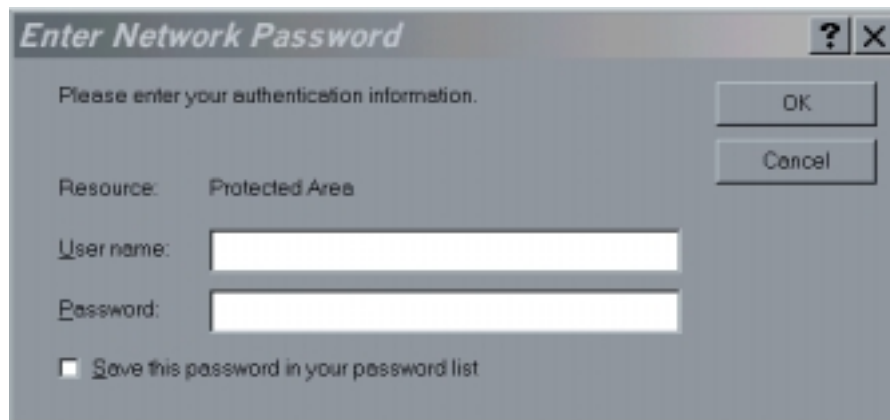 Enter Network Password
? X
Please enter your authentication information.
OK
Cancel
Resource: Protected Area
User name:
Password:
Save this password in your password list